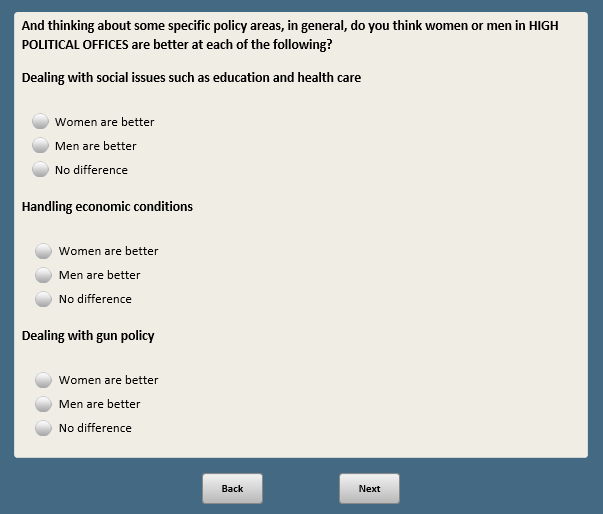 And thinking about some specific policy areas, in general, do you think women or men in HIGH
POLITICAL OFFICES are better at each of the following?
Dealing with social issues such as education and health care
Women are better
Men are better
No difference
Handling economic conditions
Women are better
Men are better
No difference
Dealing with gun policy
Women are better
Men are better
No difference
Back
Next